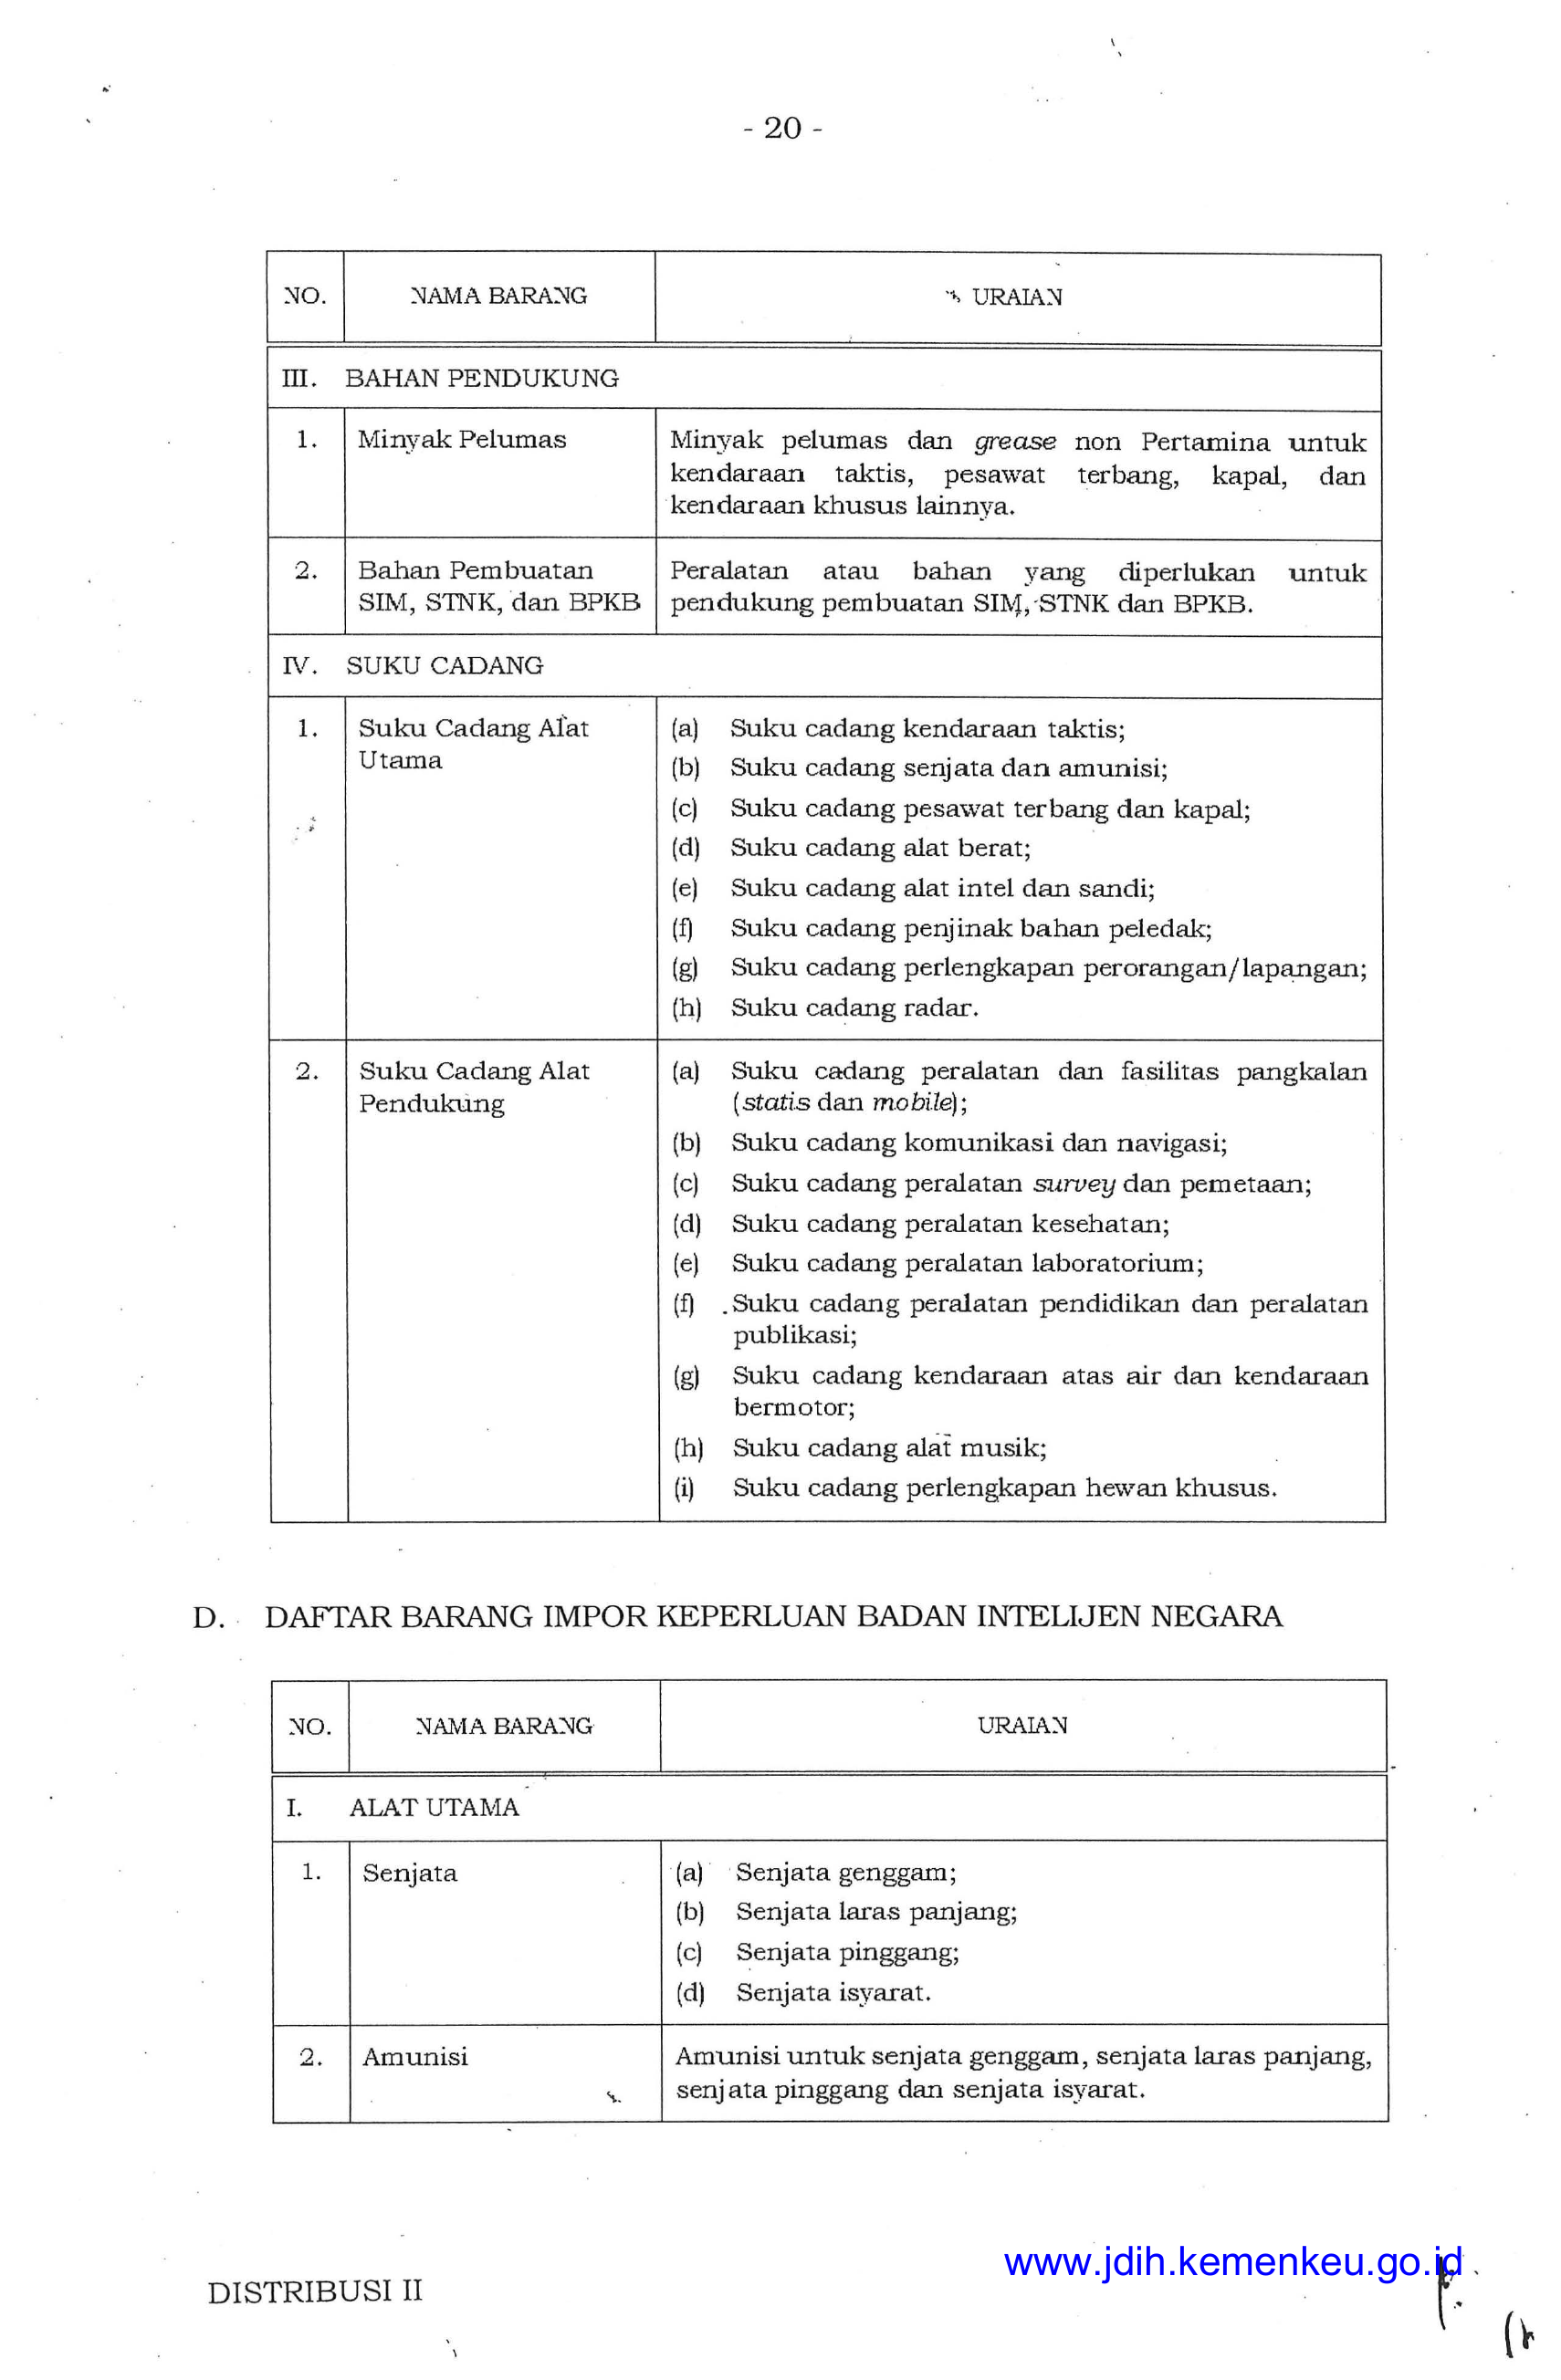 - 20 -
NO. NAMA BARANG URAIAN
III. BAHAN PENDUKUNG
1. Minyak Pelumas Minyak pelumas dan grease non Pertamina untuk
kendaraan taktis, pesawat terbang, kapal, dan
kendaraan khusus lainnya.
2. Bahan Pembuatan Peralatan atau bahan yang diperlukan untuk
SIM, STNK, dan BPKB pendukung pembuatan SIM, STNK dan BPKB.
IV. SUKU CADANG
1. Suku Cadang Alat (a) Suku cadang kendaraan taktis;
Utama (b) Suku cadang senjata dan amunisi;
(c) Suku cadang pesawat terbang dan kapal;
(d) Suku cadang alat berat;
(e) Suku cadang alat intel dan sandi;
(f) Suku cadang penjinak bahan peledak;
(g) Suku cadang perlengkapan perorangan/lapangan;
(h) Suku cadang radar.
2. Suku Cadang Alat (a) Suku cadang peralatan dan fasilitas pangkalan
Pendukung (statis dan mobile);
(b) Suku cadang komunikasi dan navigasi;
(c) Suku cadang peralatan survey dan pemetaan;
(d) Suku cadang peralatan kesehatan;
(e) Suku cadang peralatan laboratorium;
(f) Suku cadang peralatan pendidikan dan peralatan
publikasi;
(g) Suku cadang kendaraan atas air dan kendaraan
bermotor;
(h) Suku cadang alat musik;
(i) Suku cadang perlengkapan hewan khusus.
D. DAFTAR BARANG IMPOR KEPERLUAN BADAN INTELIJEN NEGARA
NO. NAMA BARANG URAIAN
I. ALAT UTAMA
1. Senjata (a) Senjata genggam;
(b) Senjata laras panjang;
(c) Senjata pinggang;
(d) Senjata isyarat.
2. Amunisi Amunisi untuk senjata genggam, senjata laras panjang,
senjata pinggang dan senjata isyarat.
www.jdih.kemenkeu.go.id
DISTRIBUSI II